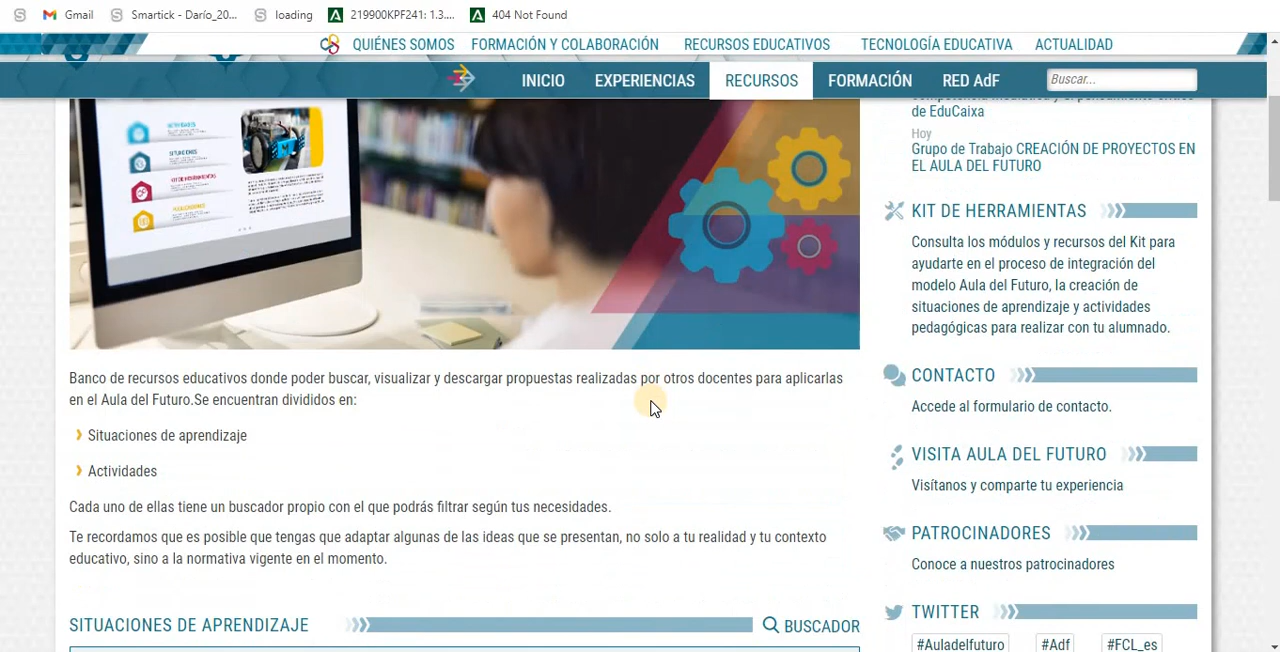 Gmail
Smartick - Darío_20...
loading
219900KPF241: 1.3....
404 Not Found
QUIÉNES SOMOS
FORMACIÓN Y COLABORACIÓN
RECURSOS EDUCATIVOS
TECNOLOGÍA EDUCATIVA
ACTUALIDAD
INICIO
EXPERIENCIAS
RECURSOS
FORMACIÓN
RED AdF
Buscar...
ACTIVIDADES
SITUACIONES
KIT DE HERRAMIENTAS
de EduCaixa
Hoy
Grupo de Trabajo CREACIÓN DE PROYECTOS EN
EL AULA DEL FUTURO
KIT DE HERRAMIENTAS
Consulta los módulos y recursos del Kit para
ayudarte en el proceso de integración del
modelo Aula del Futuro, la creación de
situaciones de aprendizaje y actividades
pedagógicas para realizar con tu alumnado.
CONTACTO
Accede al formulario de contacto.
VISITA AULA DEL FUTURO
Visítanos y comparte tu experiencia
PATROCINADORES
Conoce a nuestros patrocinadores
TWITTER
#Auladelfuturo
#Adf
#FCL_es
Banco de recursos educativos donde poder buscar, visualizar y descargar propuestas realizadas por otros docentes para aplicarlas
en el Aula del Futuro.Se encuentran divididos en:
Situaciones de aprendizaje
Actividades
Cada uno de ellas tiene un buscador propio con el que podrás filtrar según tus necesidades.
Te recordamos que es posible que tengas que adaptar algunas de las ideas que se presentan, no solo a tu realidad y tu contexto
educativo, sino a la normativa vigente en el momento.
SITUACIONES DE APRENDIZAJE
BUSCADOR